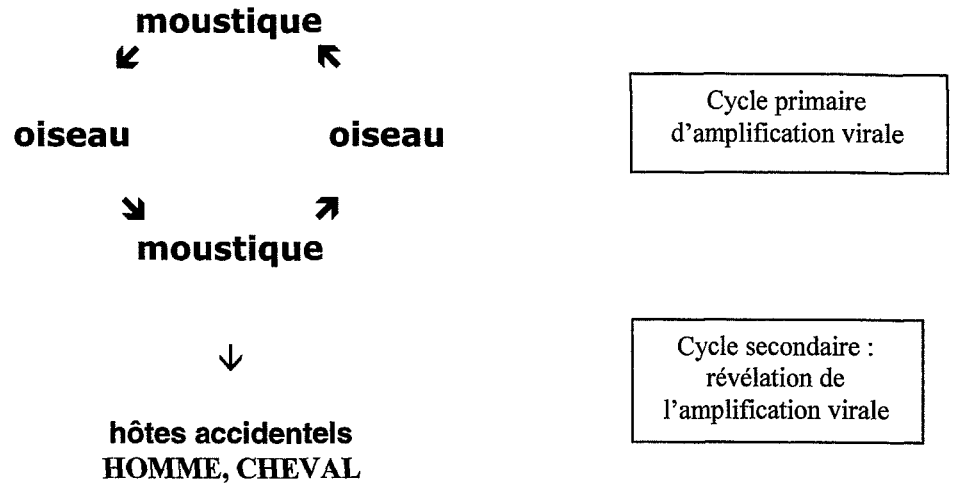 moustique
oiseau oiseau
Cycle primaire
d'amplification virale
moustique
Cycle secondaire :
révélation de
l'amplification virale
hôtes accidentels
HOMME, CHEVAL